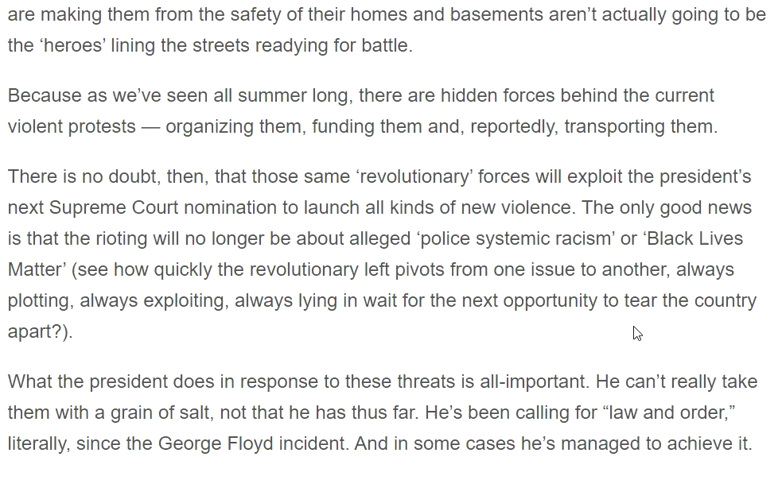 are making them from the safety of their homes and basements aren’t actually going to be
the ‘heroes’ lining the streets readying for battle.
Because as we’ve seen all summer long, there are hidden forces behind the current
violent protests — organizing them, funding them and, reportedly, transporting them.
There is no doubt, then, that those same ‘revolutionary’ forces will exploit the president’s
next Supreme Court nomination to launch all kinds of new violence. The only good news
is that the rioting will no longer be about alleged ‘police systemic racism’ or ‘Black Lives
Matter’ (see how quickly the revolutionary left pivots from one issue to another, always
plotting, always exploiting, always lying in wait for the next opportunity to tear the country
apart?).
What the president does in response to these threats is all-important. He can’t really take
them with a grain of salt, not that he has thus far. He’s been calling for “law and order,”
literally, since the George Floyd incident. And in some cases he’s managed to achieve it.